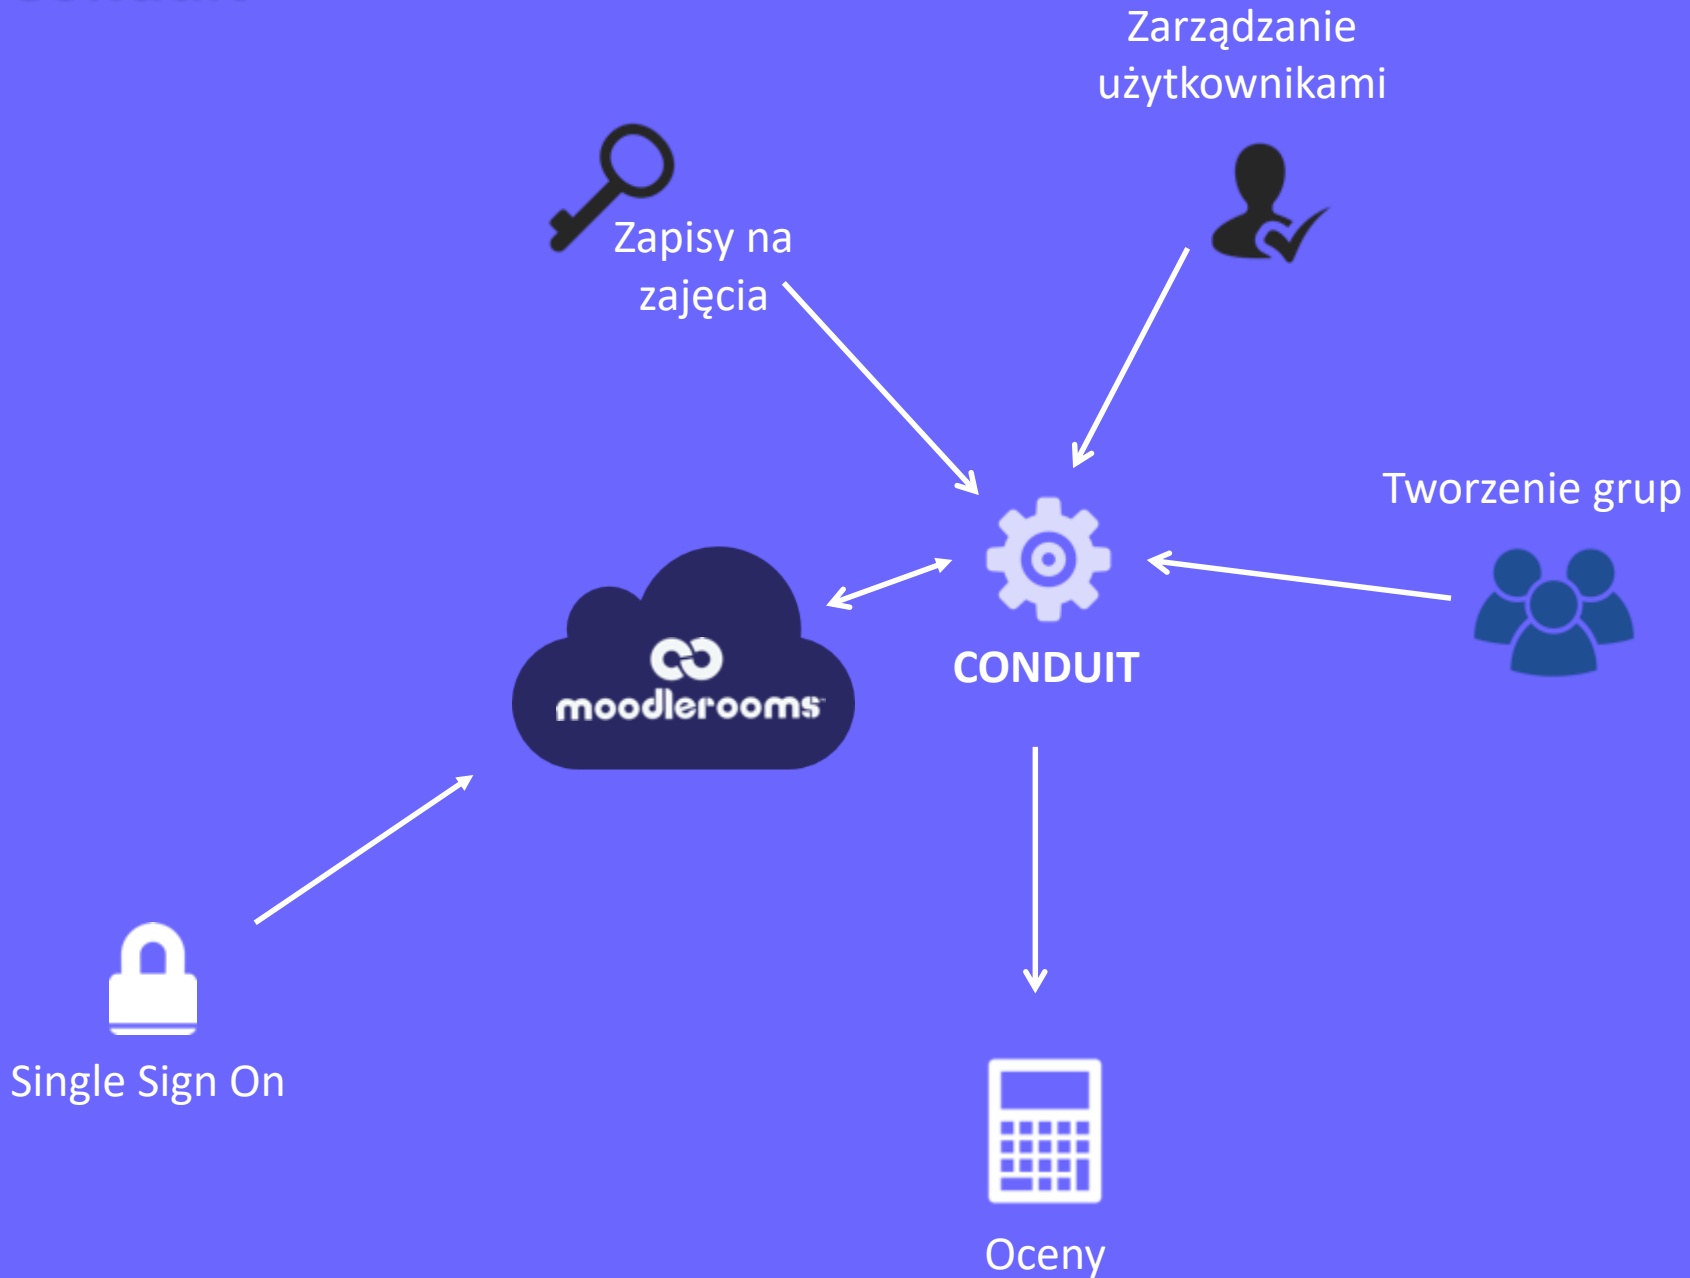 Zarządzanie
użytkownikami
Zapisy na
zajęcia
Tworzenie grup
CONDUIT
moodlerooms
Single Sign On
Oceny